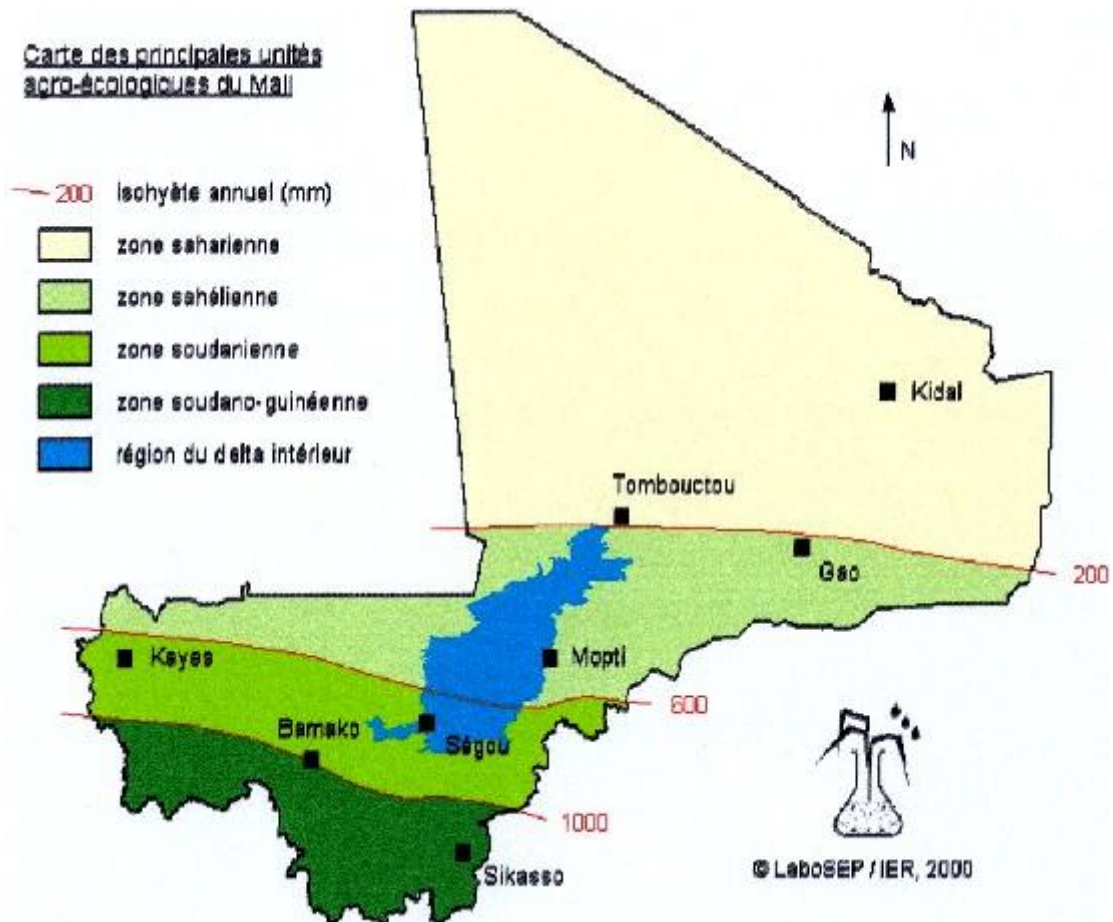 Carte des principales unités
agro-écologiques du Mali
N
200 isohyète annuel (mm)
zone saharienne
zone sahélienne
zone soudanienne
zone soudano-guinéenne
région du delta intérieur
Kidal
Tombouctou
Gao
200
Kayes
Mopti
600
Bamako
Ségou
1000
Sikasso
© LaboSEP / IER, 2000